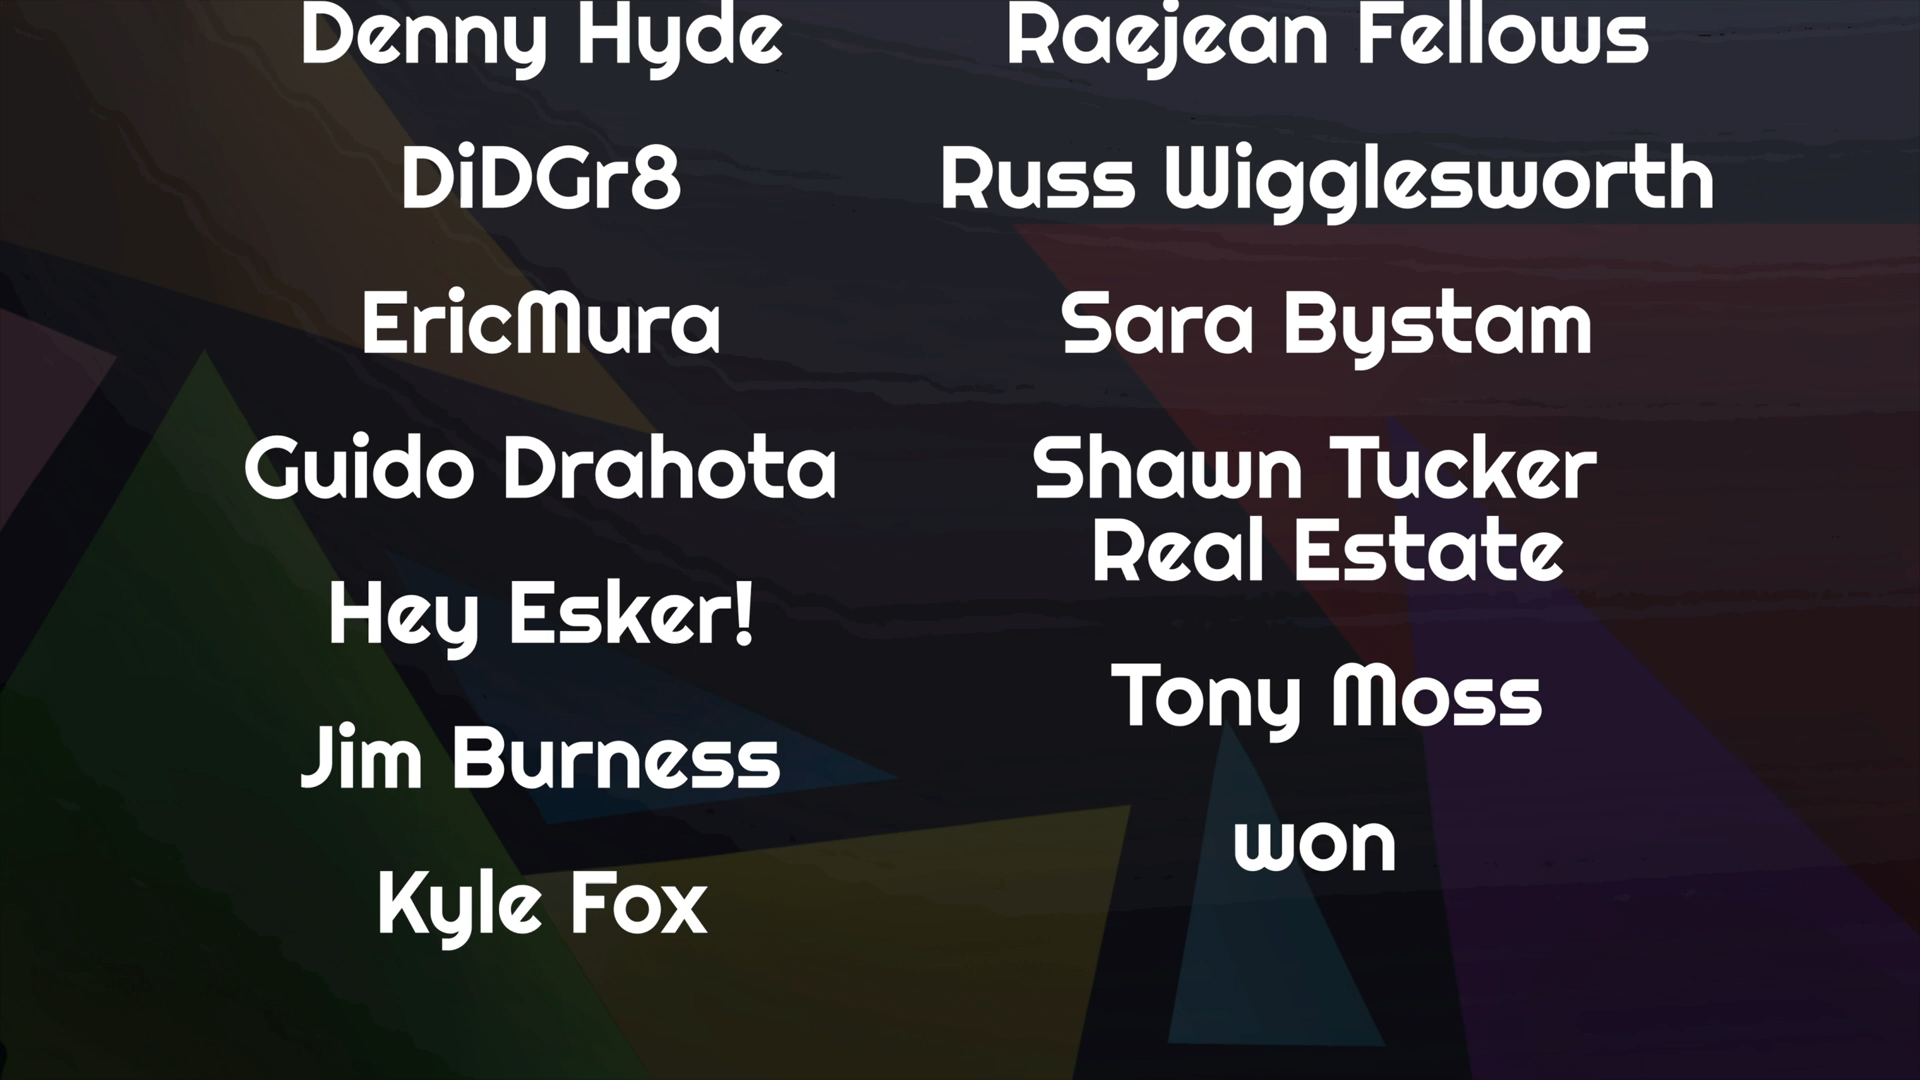 Denny Hyde
DiDGr8
EricMura
Guido Drahota
Hey Esker!
Jim Burness
Kyle Fox
Raejean Fellows
Russ Wigglesworth
Sara Bystam
Shawn Tucker
Real Estate
Tony Moss
won